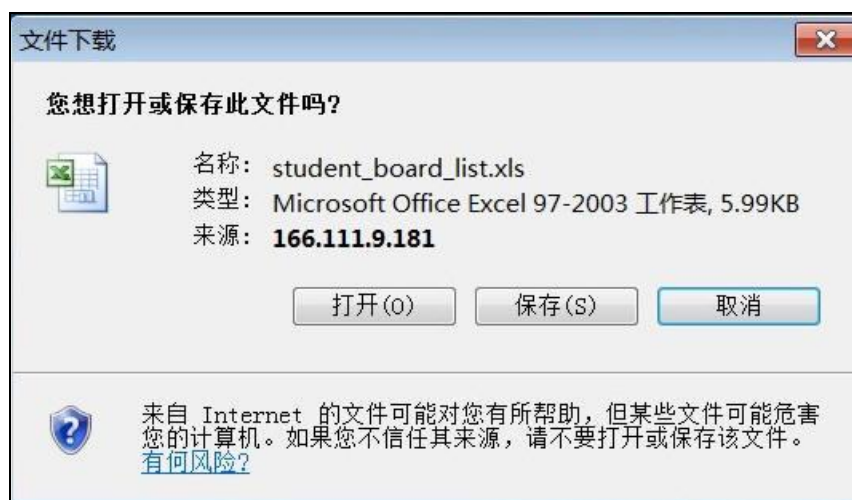 文件下载
您想打开或保存此文件吗?
名称: student_board_list.xls
类型: Microsoft Office Excel 97-2003 工作表, 5.99KB
来源: 166.111.9.181
打开(O) 保存(S) 取消
来自 Internet 的文件可能对您有所帮助，但某些文件可能危害
您的计算机。如果您不信任其来源，请不要打开或保存该文件。
有何风险?